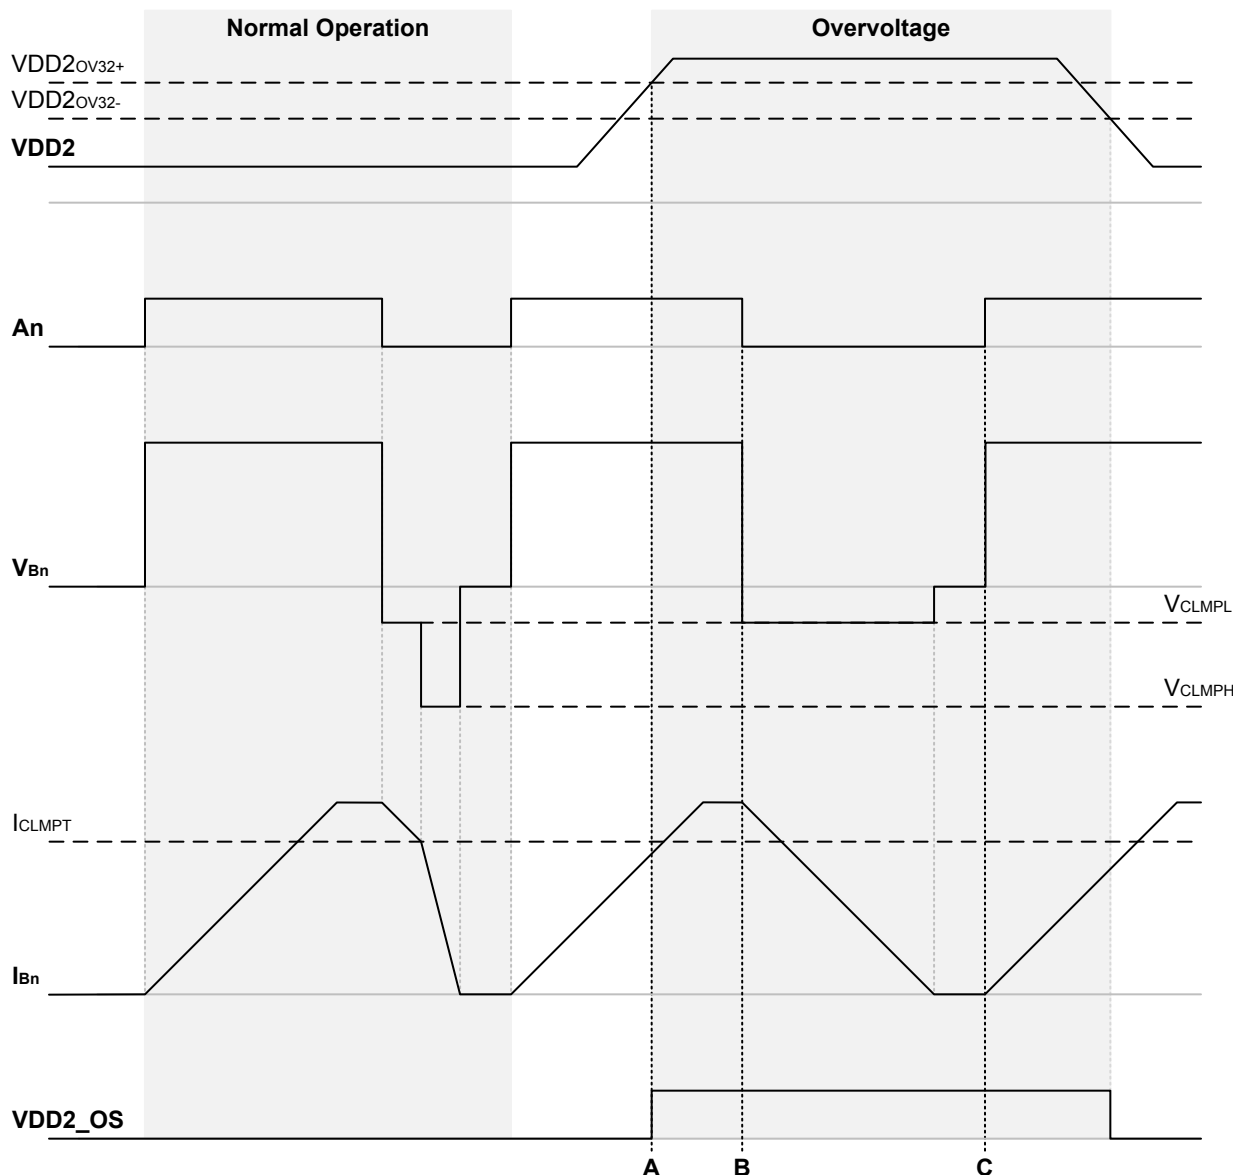 Normal Operation
Overvoltage
VDD2OV32+
VDD2OV32-
VDD2
An
VBn
VCLMPL
VCLMPH
ICLMPT
IBn
VDD2_OS
A B C